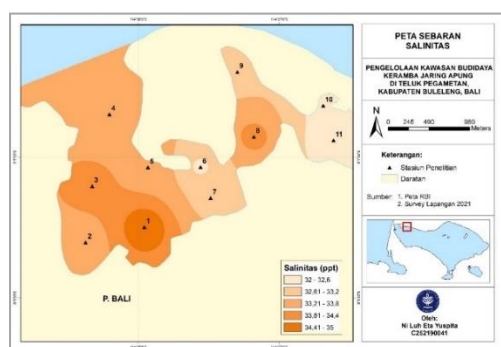 PETA SEBARAN
SALINITAS
PENGELOLAAN KAWASAN BUDIDAYA
KERAMBA JARING APUNG
DI TELUK PEGAMETAN,
KABUPATEN BULELENG, BALI
N
0 245 490 980
Meters
Keterangan:
▲ Stasiun Penelitian
Daratan
Sumber: 1. Peta RBI
2. Survey Lapangan 2021
Oleh:
Ni Luh Eta Yuspita
C252190041
9
10
4
8
11
5
6
3
7
1
2
P. BALI
Salinitas (ppt)
32 - 32,6
32,61 - 33,2
33,21 - 33,8
33,81 - 34,4
34,41 - 35